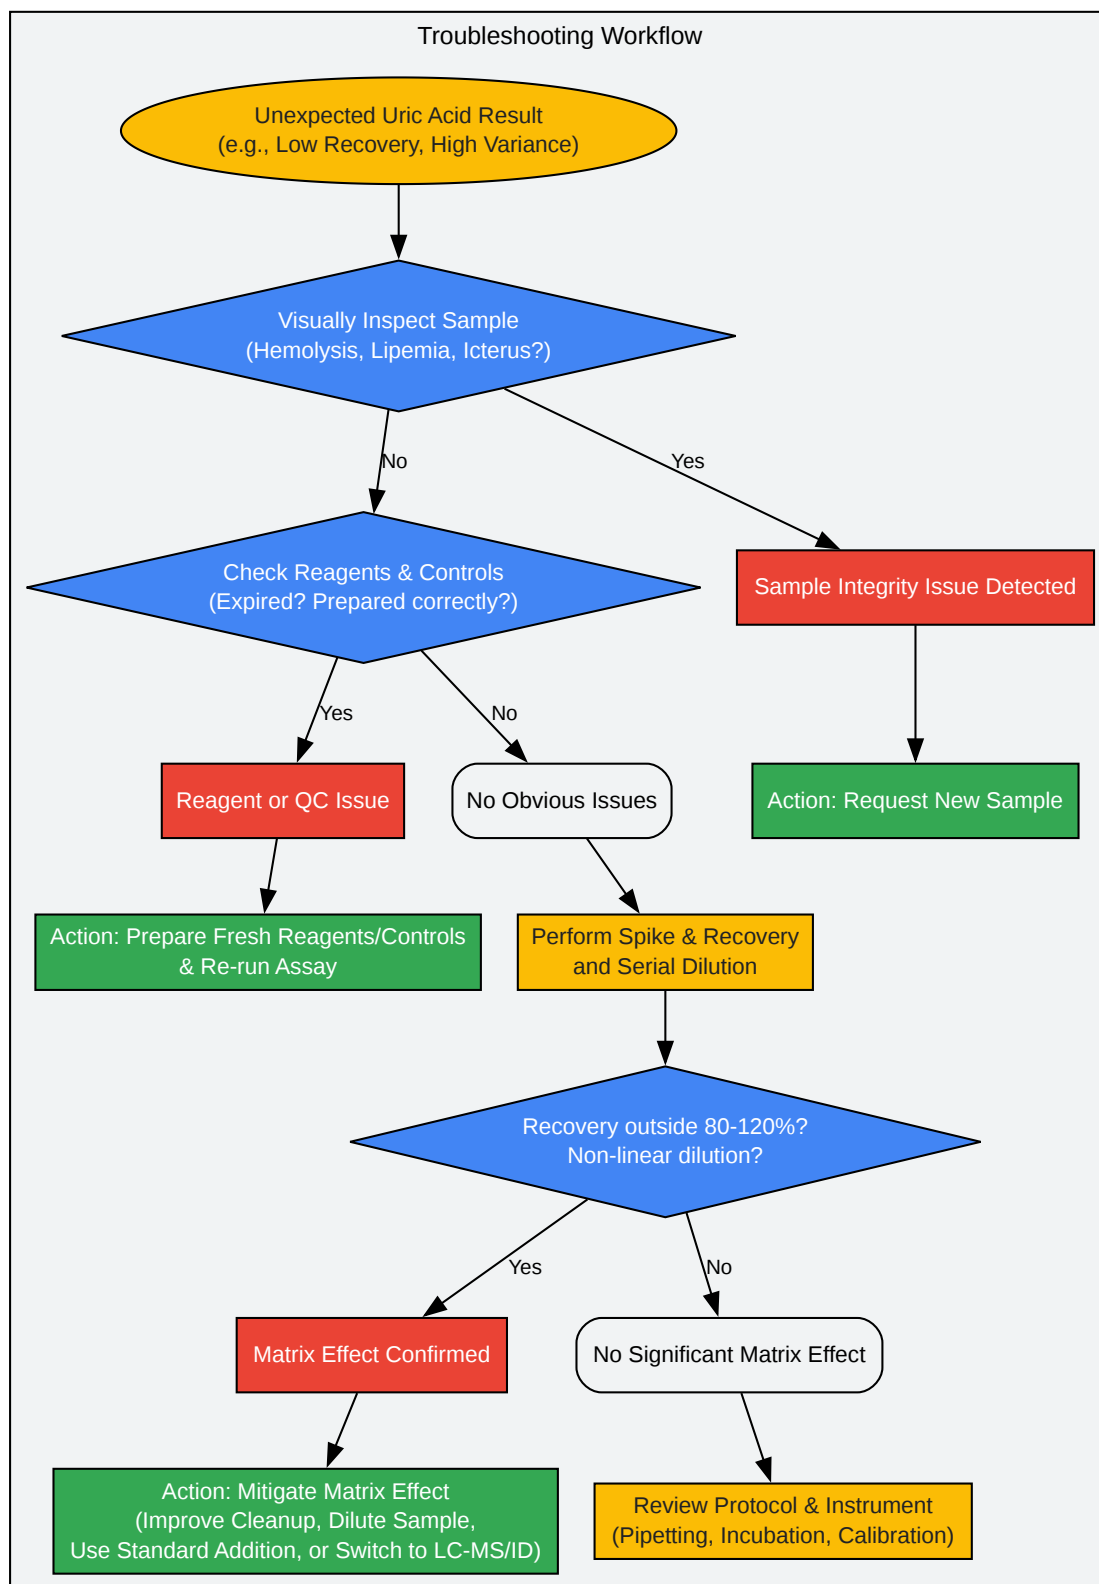 Troubleshooting Workflow
Unexpected Uric Acid Result
(e.g., Low Recovery, High Variance)
Visually Inspect Sample
(Hemolysis, Lipemia, Icterus?)
No
Yes
Check Reagents & Controls
(Expired? Prepared correctly?)
Sample Integrity Issue Detected
Yes
No
Reagent or QC Issue
No Obvious Issues
Action: Request New Sample
Action: Prepare Fresh Reagents/Controls
& Re-run Assay
Perform Spike & Recovery
and Serial Dilution
Recovery outside 80-120%?
Non-linear dilution?
Yes
No
Matrix Effect Confirmed
No Significant Matrix Effect
Action: Mitigate Matrix Effect
(Improve Cleanup, Dilute Sample,
Use Standard Addition, or Switch to LC-MS/ID)
Review Protocol & Instrument
(Pipetting, Incubation, Calibration)